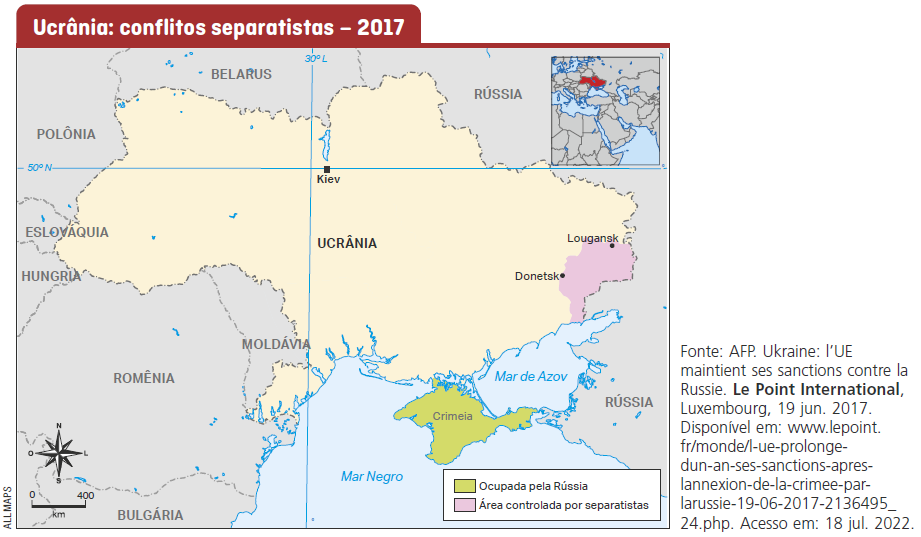 Ucrânia: conflitos separatistas – 2017
30° L
BELARUS
RÚSSIA
POLÔNIA
50° N
Kiev
ESLOVÁQUIA
UCRÂNIA
Lougansk
HUNGRIA
Donetsk
MOLDÁVIA
ROMÊNIA
Mar de Azov
RÚSSIA
Crimeia
N
O
L
S
Mar Negro
0 400
km
BULGÁRIA
Ocupada pela Rússia
Área controlada por separatistas
ALLMAPS
Fonte: AFP. Ukraine: l’UE
maintient ses sanctions contre la
Russie. Le Point International,
Luxembourg, 19 jun. 2017.
Disponível em: www.lepoint.
fr/monde/l-ue-prolonge-
dun-an-ses-sanctions-apres-
lannexion-de-la-crimee-par-
larussie-19-06-2017-2136495_
24.php. Acesso em: 18 jul. 2022.